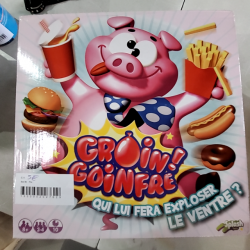 GROIN!
GOINFRE
QUI LUI FERA EXPLOSER
LE VENTRE ?